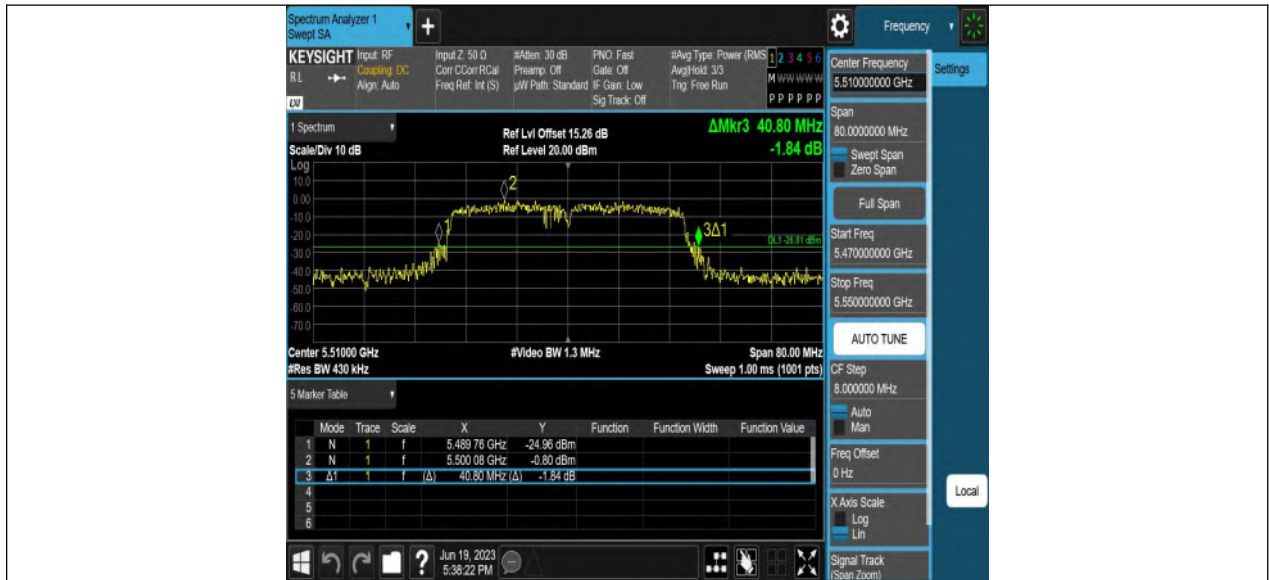 Spectrum Analyzer 1
Swept SA
+
Frequency
KEYSIGHT
RL
LXI
Input: RF
Coupling: DC
Align: Auto
Input Z: 50 Ω
Corr CCorr RCal
Freq Ref: Int (S)
#Atten: 30 dB
Preamp: Off
µW Path: Standard
PNO: Fast
Gate: Off
IF Gain: Low
Sig Track: Off
#Avg Type: Power (RMS
Avg|Hold: 3/3
Trig: Free Run
1 2 3 4 5 6
M W W W W W
P P P P P P
1 Spectrum
Scale/Div 10 dB
Ref Lvl Offset 15.26 dB
Ref Level 20.00 dBm
ΔMkr3 40.80 MHz
-1.84 dB
Log
10.0
0.00
-10.0
-20.0
-30.0
-40.0
-50.0
-60.0
-70.0
2
1
3Δ1
DL1 -26.81 dBm
Center 5.51000 GHz
#Video BW 1.3 MHz
Span 80.00 MHz
#Res BW 430 kHz
Sweep 1.00 ms (1001 pts)
5 Marker Table
Mode Trace Scale X Y Function Function Width Function Value
1 N 1 f 5.489 76 GHz -24.96 dBm
2 N 1 f 5.500 08 GHz -0.80 dBm
3 Δ1 1 f (Δ) 40.80 MHz (Δ) -1.84 dB
4
5
6
?
Jun 19, 2023
5:38:22 PM
Center Frequency
5.510000000 GHz
Settings
Span
80.0000000 MHz
Swept Span
Zero Span
Full Span
Start Freq
5.470000000 GHz
Stop Freq
5.550000000 GHz
AUTO TUNE
CF Step
8.000000 MHz
Auto
Man
Freq Offset
0 Hz
X Axis Scale
Log
Lin
Signal Track
(Span Zoom)
Local